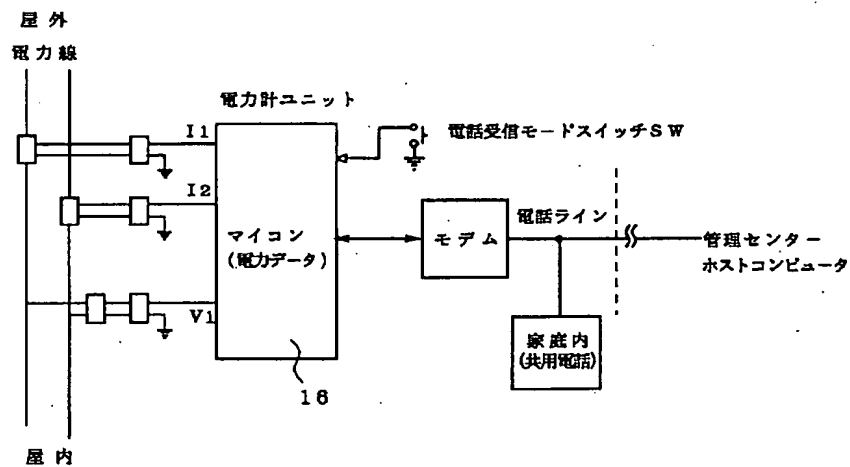 屋外
電力線
電力計ユニット
I1
電話受信モードスイッチSW
I2
マイコン
(電力データ)
モデム
電話ライン
管理センター
ホストコンピュータ
V1
家庭内
(共用電話)
16
屋内